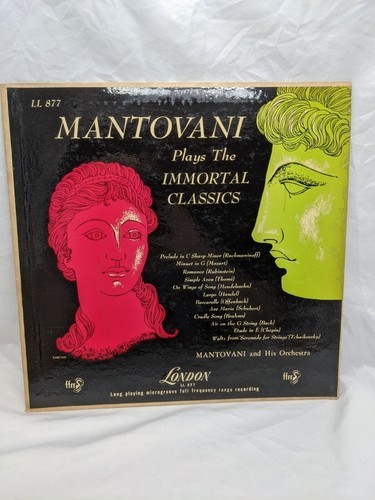 LL 877
MANTOVANI
Plays The
IMMORTAL
CLASSICS
Prelude in C Sharp Minor (Rachmaninoff)
Minuet in G (Mozart)
Romance (Rubinstein)
Simple Aveu (Thomé)
On Wings of Song (Mendelssohn)
Largo (Handel)
Barcarolle (Offenbach)
Ave Maria (Schubert)
Cradle Song (Brahms)
Air on the G String (Bach)
Etude in E (Chopin)
Waltz from 'Serenade for Strings' (Tchaikovsky)
MANTOVANI and His Orchestra
ffrr
LONDON
LL 877
ffrr
Long playing microgroove full frequency range recording